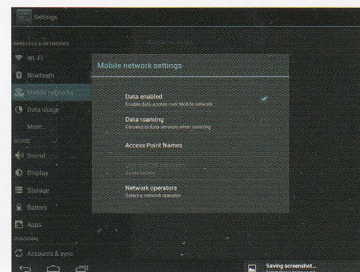 Settings
WIRELESS & NETWORKS
Wi-Fi
Bluetooth
Mobile networks
Data usage
More...
DEVICE
Sound
Display
Storage
Battery
Apps
PERSONAL
Accounts & sync
Mobile network settings
Data enabled
Enable data access over Mobile network
Data roaming
Connect to data services when roaming
Access Point Names
Network operators
Select a network operator
Saving screenshot...